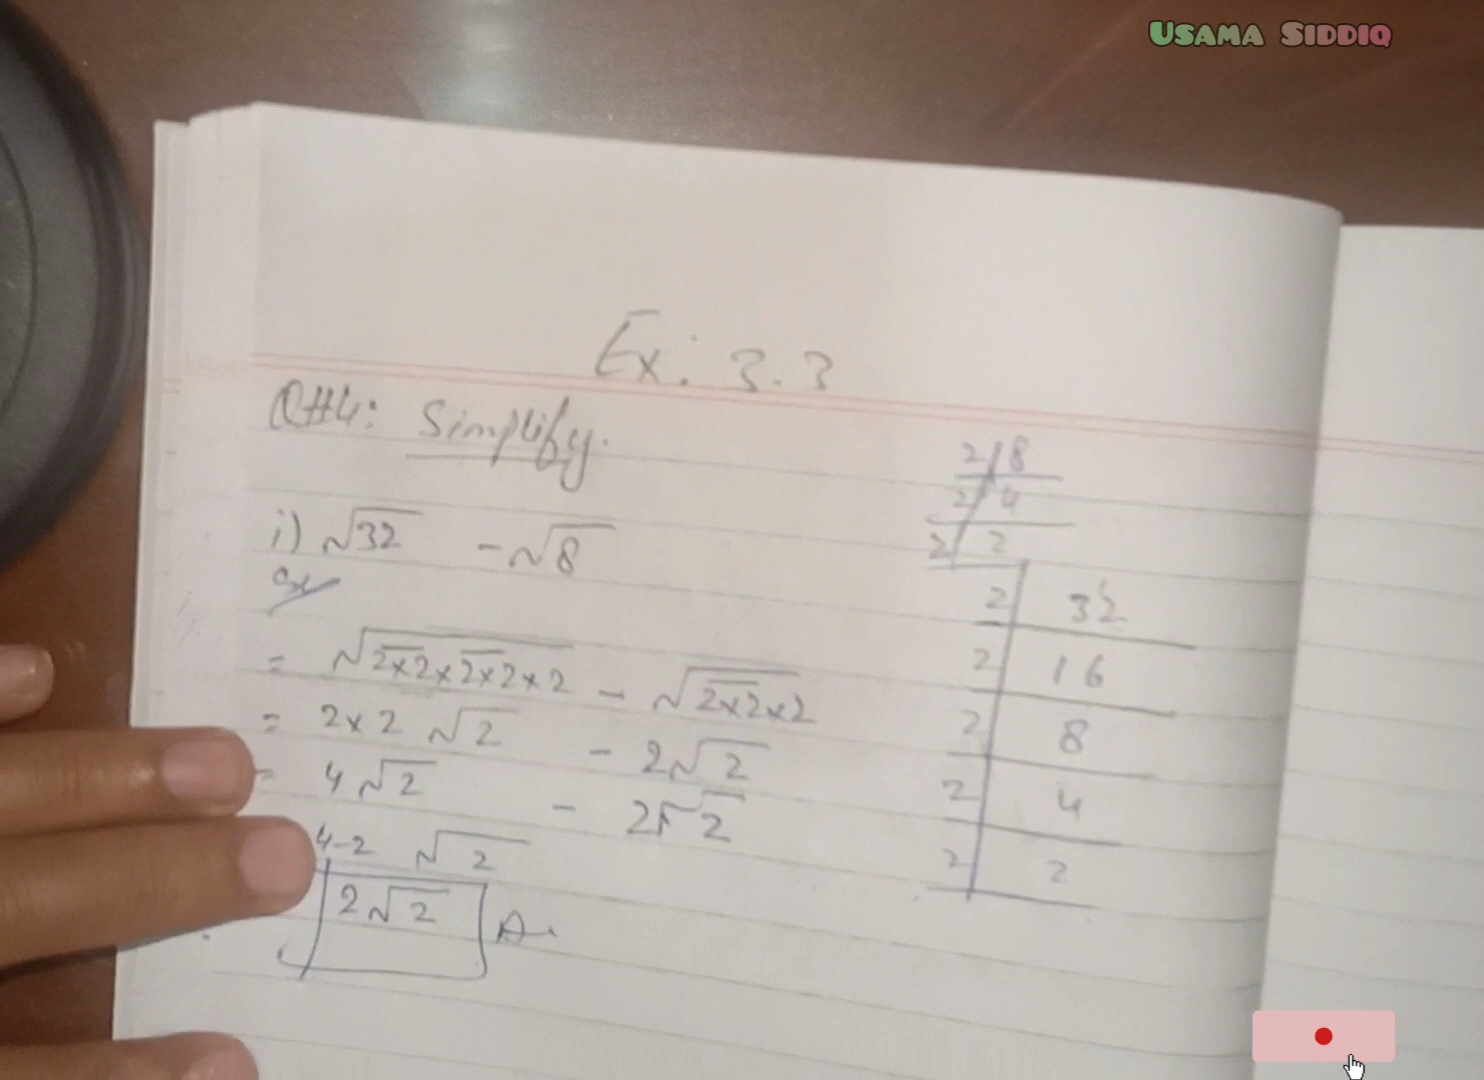 USAMA SIDDIQ
Ex: 3.3
Q#4: Simplify.
i) √32 - √8
= √2×2×2×2×2 - √2×2×2
= 2×2 √2 - 2√2
= 4√2 - 2√2
4-2 √2
2√2
2 8
2 4
2 2
2 32
2 16
2 8
2 4
2 2